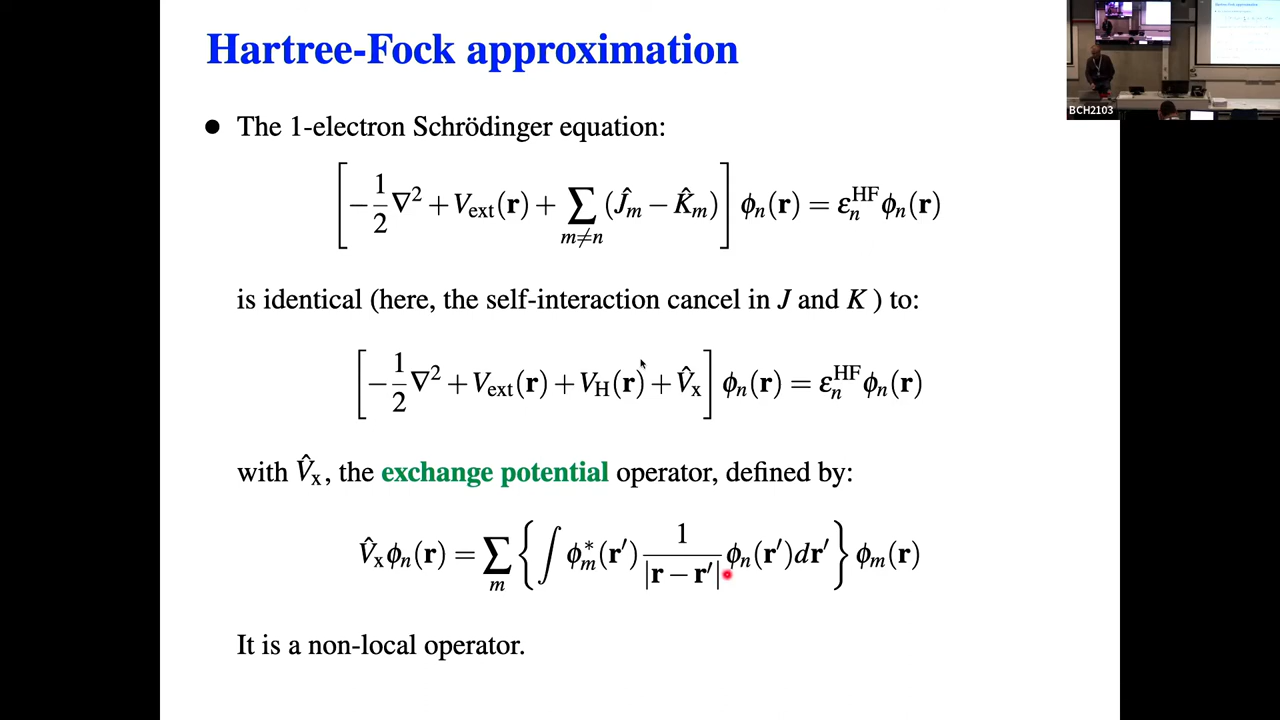 Hartree-Fock approximation
BCH2103
• The 1-electron Schrödinger equation:
[−1/2 ∇² + V_ext(r) + ∑_{m≠n} (Ĵ_m − K̂_m)] ϕ_n(r) = ε_n^HF ϕ_n(r)
is identical (here, the self-interaction cancel in J and K ) to:
[−1/2 ∇² + V_ext(r) + V_H(r) + V̂_x] ϕ_n(r) = ε_n^HF ϕ_n(r)
with V̂_x, the exchange potential operator, defined by:
V̂_x ϕ_n(r) = ∑_m {∫ ϕ_m^*(r′) 1/|r − r′| ϕ_n(r′) dr′} ϕ_m(r)
It is a non-local operator.